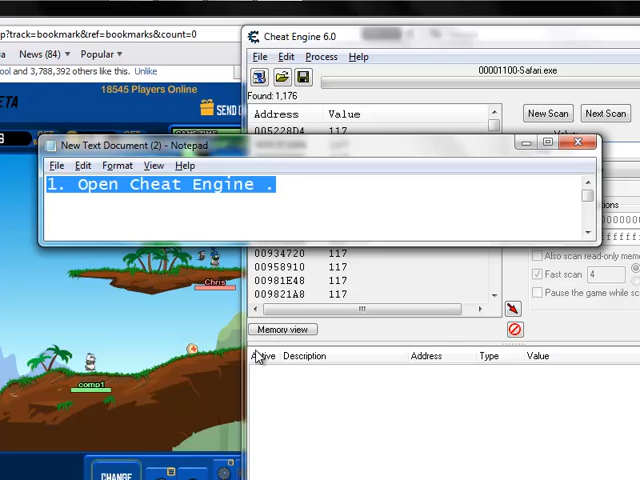 p?track=bookmark&ref=bookmarks&count=0
Cheat Engine 6.0
News (84)
Popular
File Edit Process Help
ool and 3,788,392 others like this. Unlike
00001100-Safari.exe
18545 Players Online
ETA
SEND
Found: 1,176
Address Value
New Scan
Next Scan
005228D4 117
New Text Document (2) - Notepad
File Edit Format View Help
1. Open Cheat Engine .
Also scan read-only mem
00934720 117
00958910 117
Fast scan 4
00981E48 117
Chris
Pause the game while sc
009821A8 117
Memory view
Active Description Address Type Value
comp1
CHANGE